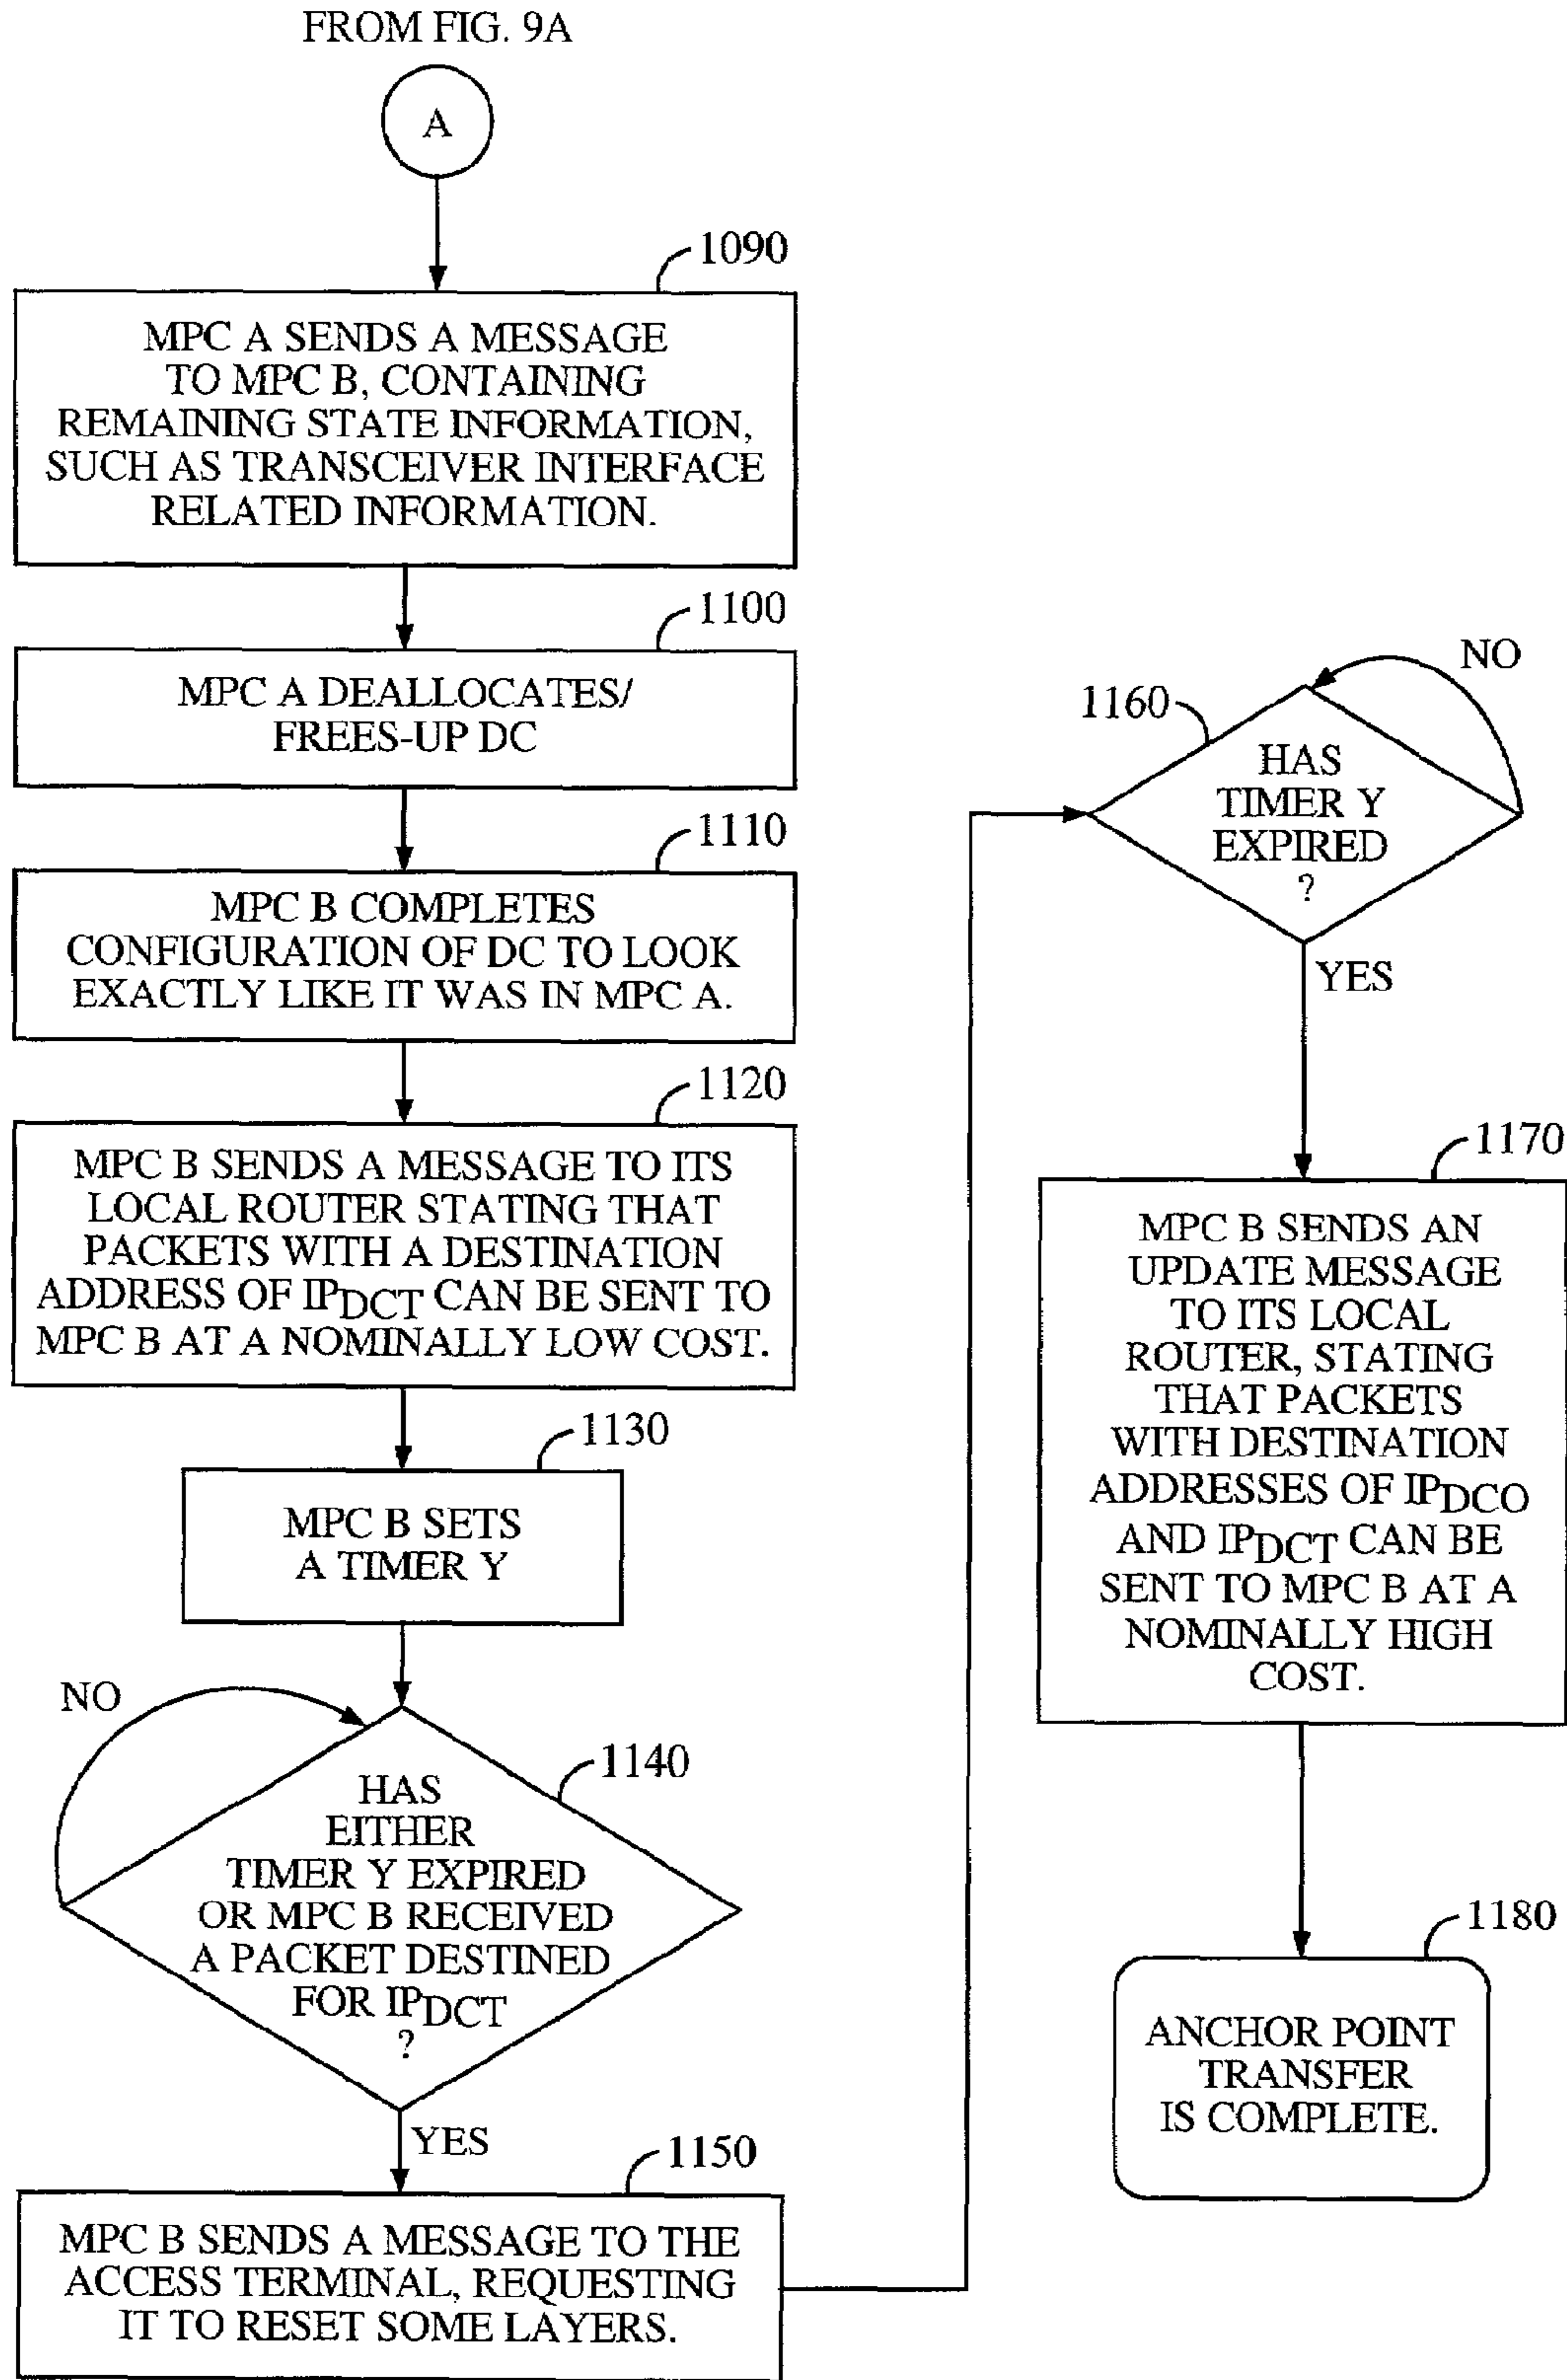 FROM FIG. 9A
A
1090
MPC A SENDS A MESSAGE
TO MPC B, CONTAINING
REMAINING STATE INFORMATION,
SUCH AS TRANSCEIVER INTERFACE
RELATED INFORMATION.
1100
MPC A DEALLOCATES/
FREES-UP DC
1110
MPC B COMPLETES
CONFIGURATION OF DC TO LOOK
EXACTLY LIKE IT WAS IN MPC A.
1120
MPC B SENDS A MESSAGE TO ITS
LOCAL ROUTER STATING THAT
PACKETS WITH A DESTINATION
ADDRESS OF IPDCT CAN BE SENT TO
MPC B AT A NOMINALLY LOW COST.
1130
MPC B SETS
A TIMER Y
NO
1140
HAS
EITHER
TIMER Y EXPIRED
OR MPC B RECEIVED
A PACKET DESTINED
FOR IPDCT
?
YES
1150
MPC B SENDS A MESSAGE TO THE
ACCESS TERMINAL, REQUESTING
IT TO RESET SOME LAYERS.
NO
1160
HAS
TIMER Y
EXPIRED
?
YES
1170
MPC B SENDS AN
UPDATE MESSAGE
TO ITS LOCAL
ROUTER, STATING
THAT PACKETS
WITH DESTINATION
ADDRESSES OF IPDCO
AND IPDCT CAN BE
SENT TO MPC B AT A
NOMINALLY HIGH
COST.
1180
ANCHOR POINT
TRANSFER
IS COMPLETE.